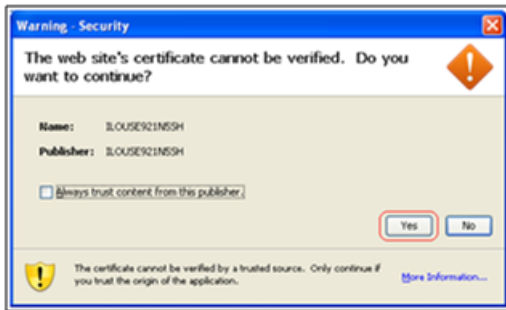 Warning - Security
The web site's certificate cannot be verified. Do you
want to continue?
Name: ILOUSE921NSSH
Publisher: ILOUSE921NSSH
Always trust content from this publisher.
Yes No
The certificate cannot be verified by a trusted source. Only continue if
you trust the origin of the application.
More Information...